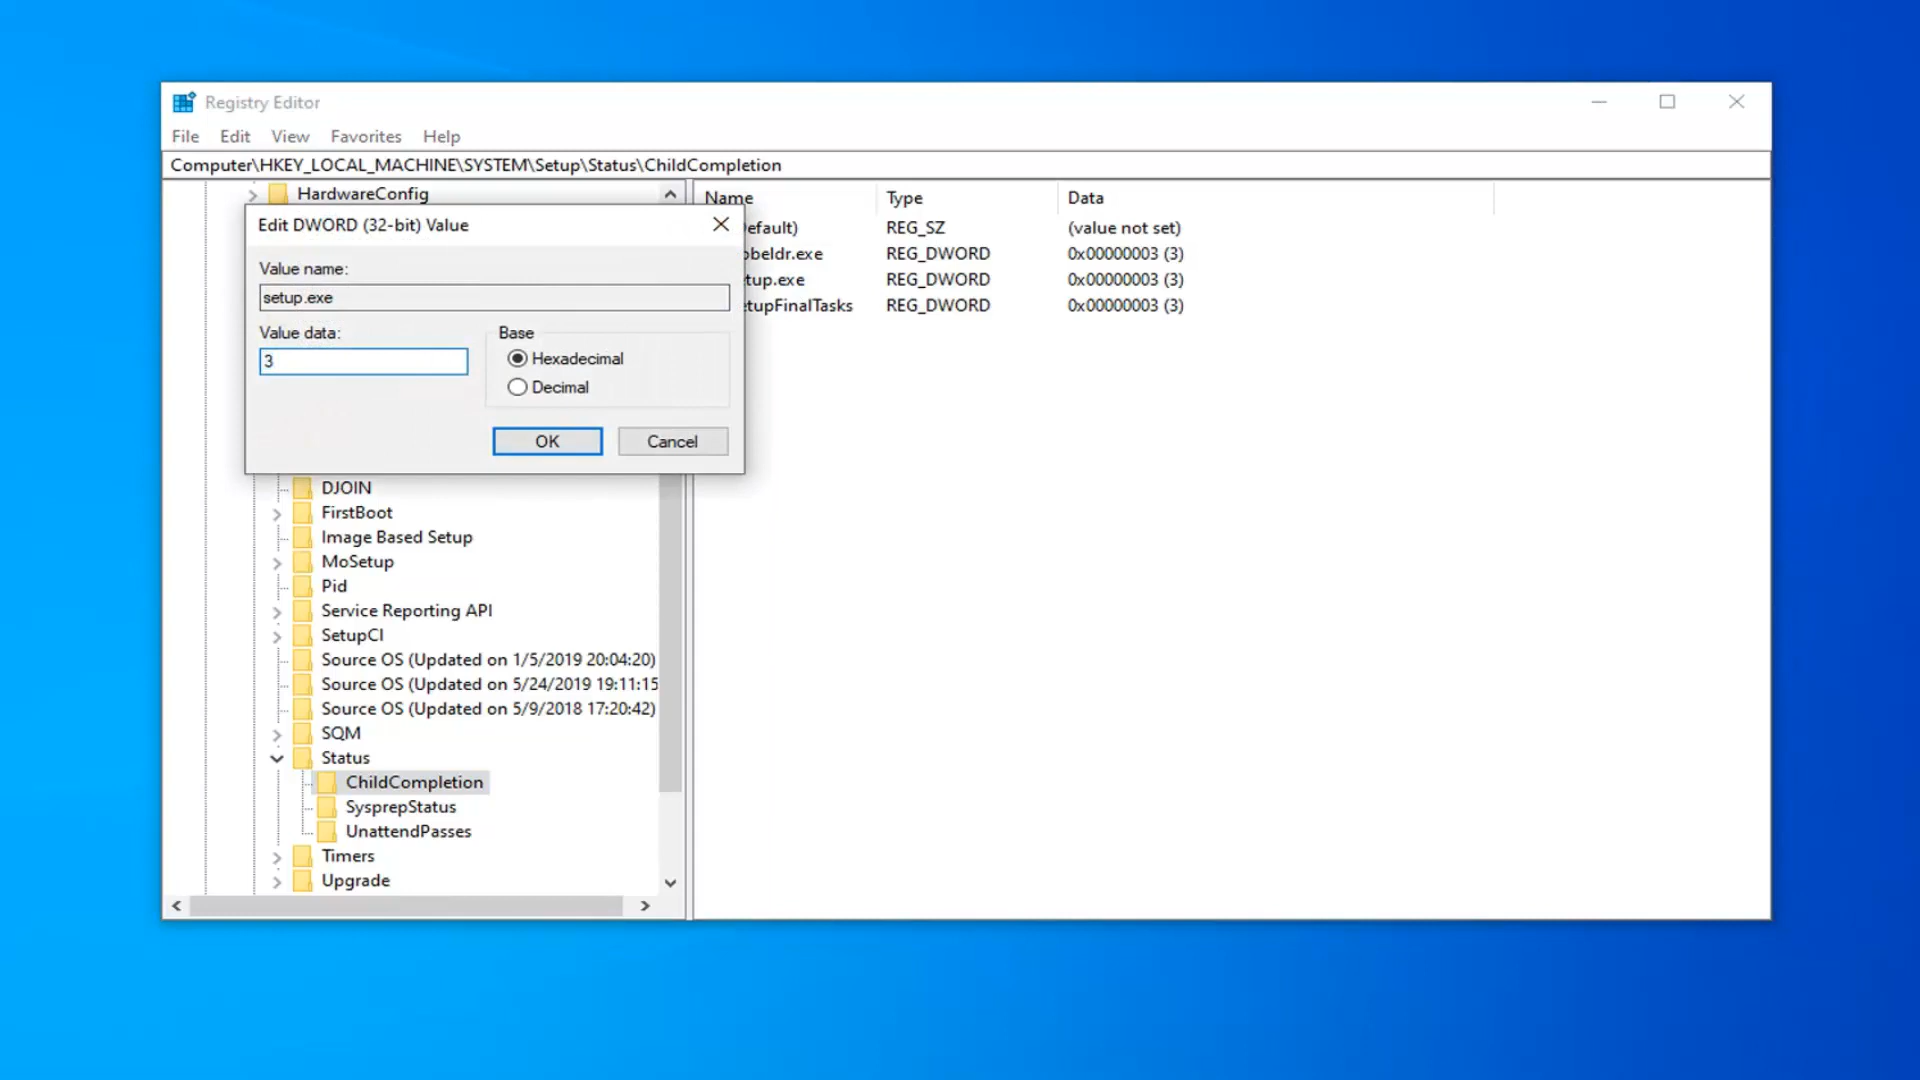 Registry Editor
File Edit View Favorites Help
Computer\HKEY_LOCAL_MACHINE\SYSTEM\Setup\Status\ChildCompletion
HardwareConfig
Edit DWORD (32-bit) Value
Value name:
setup.exe
Value data:
3
Base
Hexadecimal
Decimal
OK Cancel
DJOIN
FirstBoot
Image Based Setup
MoSetup
Pid
Service Reporting API
SetupCI
Source OS (Updated on 1/5/2019 20:04:20)
Source OS (Updated on 5/24/2019 19:11:15
Source OS (Updated on 5/9/2018 17:20:42)
SQM
Status
ChildCompletion
SysprepStatus
UnattendPasses
Timers
Upgrade
Name Type Data
efault) REG_SZ (value not set)
obeldr.exe REG_DWORD 0x00000003 (3)
tup.exe REG_DWORD 0x00000003 (3)
etupFinalTasks REG_DWORD 0x00000003 (3)